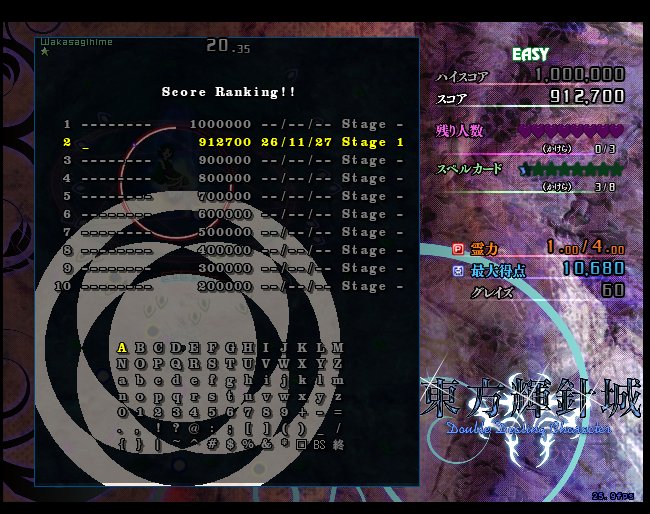 Wakasagihime
20.35
Score Ranking!!
1 -------- 1000000 --/--/-- Stage -
2 _ 912700 26/11/27 Stage 1
3 -------- 900000 --/--/-- Stage -
4 -------- 800000 --/--/-- Stage -
5 -------- 700000 --/--/-- Stage -
6 -------- 600000 --/--/-- Stage -
7 -------- 500000 --/--/-- Stage -
8 -------- 400000 --/--/-- Stage -
9 -------- 300000 --/--/-- Stage -
10 -------- 200000 --/--/-- Stage -
A B C D E F G H I J K L M
N O P Q R S T U V W X Y Z
a b c d e f g h i j k l m
n o p q r s t u v w x y z
0 1 2 3 4 5 6 7 8 9 + - =
. , ! ? @ : ; [ ] ( ) _ /
{ } | ~ ^ # $ % & * □ BS 終
EASY
ハイスコア 1,000,000
スコア 912,700
残り人数
(かけら) 0/3
スペルカード
(かけら) 3/8
P 霊力 1.00/4.00
点 最大得点 10,680
グレイズ 60
東方輝針城
Double Dealing Character